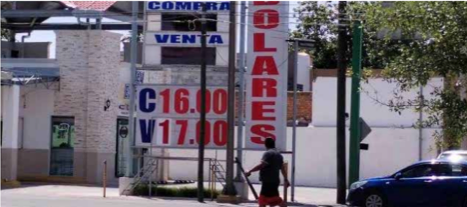 COMPRA
VENTA
C 16.00
V 17.00
DOLARES